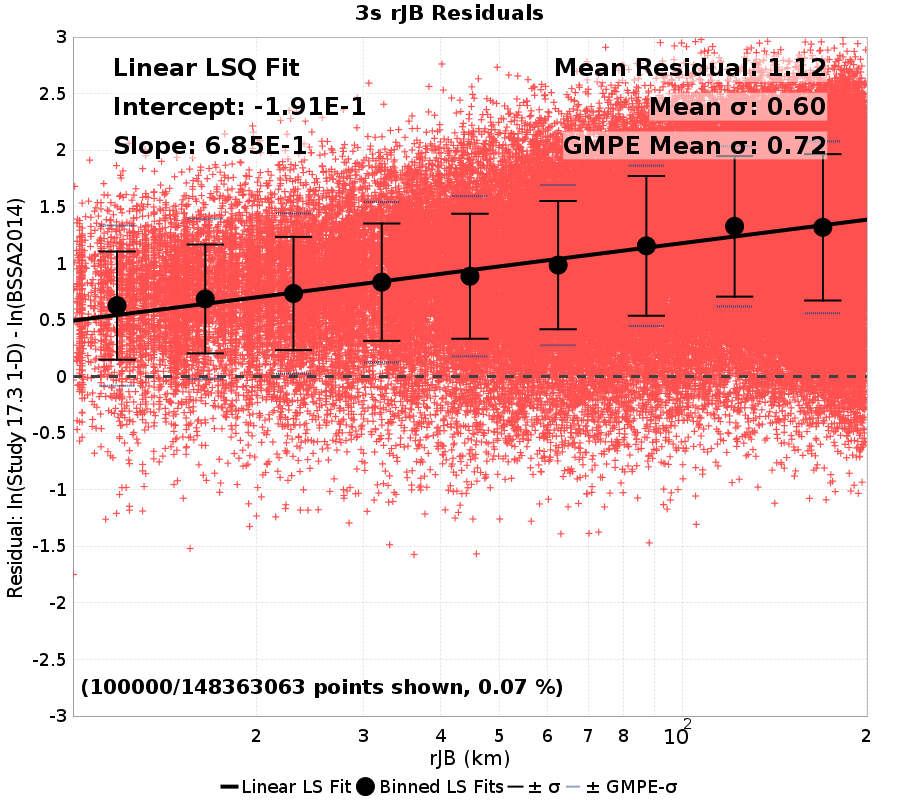 3s rJB Residuals
Linear LSQ Fit
Intercept: -1.91E-1
Slope: 6.85E-1
Mean Residual: 1.12
Mean σ: 0.60
GMPE Mean σ: 0.72
3
2.5
2
1.5
1
0.5
0
-0.5
-1
-1.5
-2
-2.5
-3
Residual: ln(Study 17.3 1-D) - ln(BSSA2014)
(100000/148363063 points shown, 0.07 %)
2 3 4 5 6 7 8 10² 2
rJB (km)
Linear LS Fit Binned LS Fits ± σ ± GMPE-σ